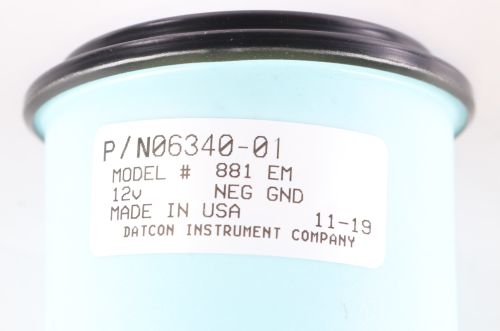 P/N06340-01
MODEL # 881 EM
12v NEG GND
MADE IN USA 11-19
DATCON INSTRUMENT COMPANY